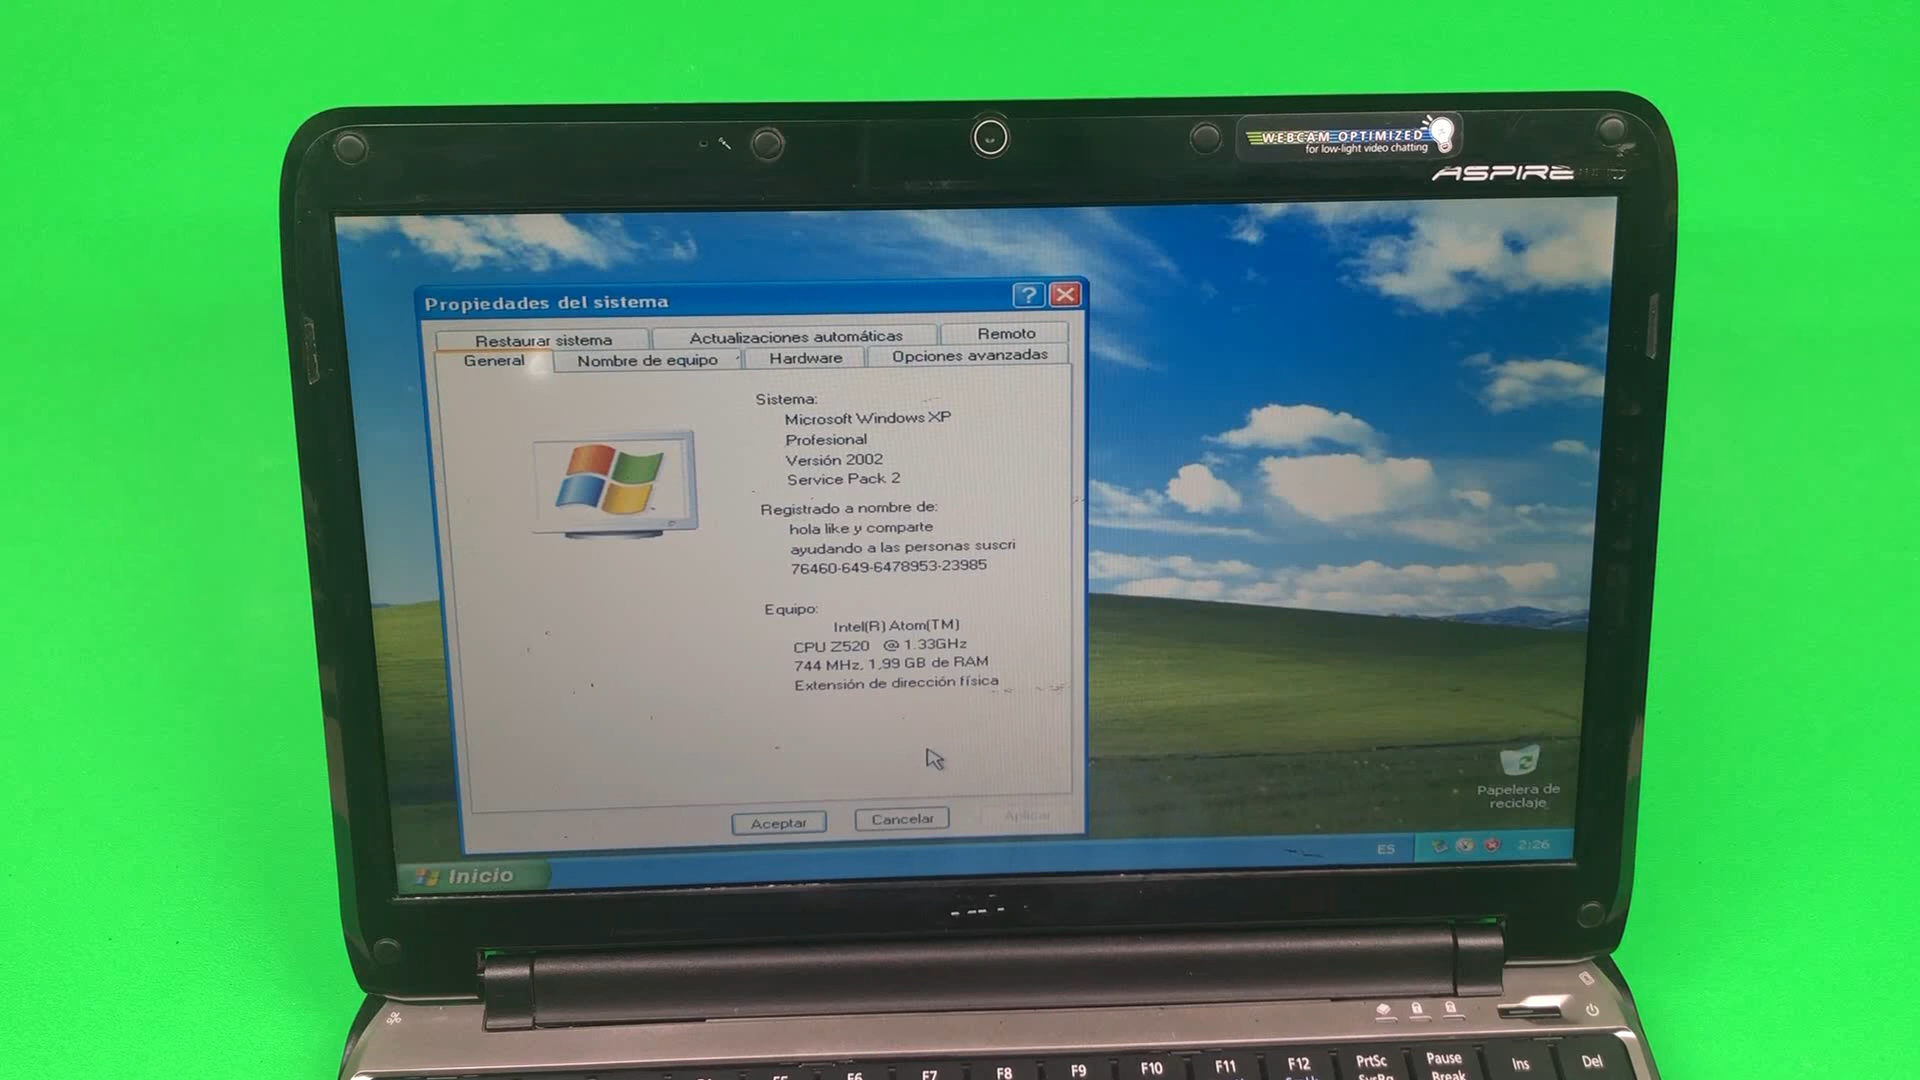 WEBCAM OPTIMIZED
for low-light video chatting
ASPIRE
Propiedades del sistema
Restaurar sistema
Actualizaciones automáticas
Remoto
General
Nombre de equipo
Hardware
Opciones avanzadas
Sistema:
Microsoft Windows XP
Profesional
Versión 2002
Service Pack 2
Registrado a nombre de:
hola like y comparte
ayudando a las personas suscri
76460-649-6478953-23985
Equipo:
Intel(R) Atom(TM)
CPU Z520 @ 1.33GHz
744 MHz, 1,99 GB de RAM
Extensión de dirección física
Aceptar
Cancelar
Aplicar
Papelera de
reciclaje
Inicio
ES
2:26
F6
F7
F8
F9
F10
F11
F12
PrtSc
SysRq
Pause
Break
Ins
Del